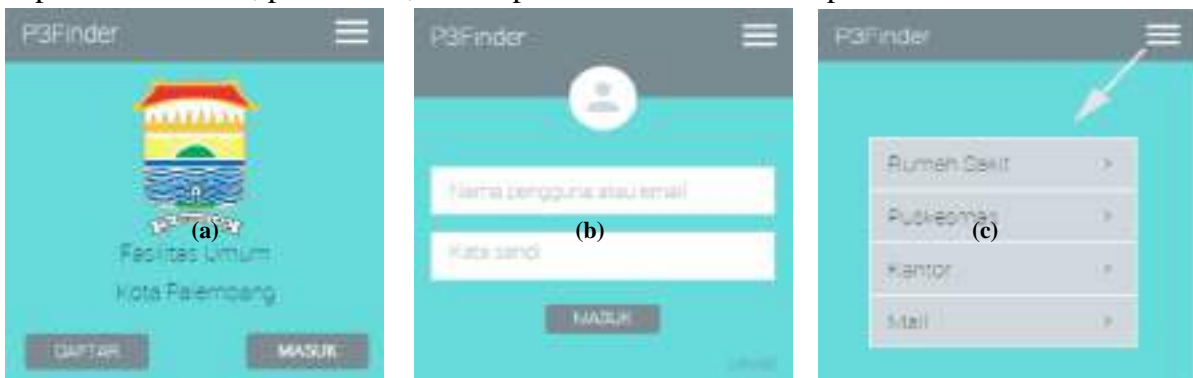 P3Finder
(a)
Fasilitas Umum
Kota Palembang
DAFTAR
MASUK
P3Finder
Nama pengguna atau email
(b)
Kata sandi
MASUK
P3Finder
Rumah Sakit
Puskesmas
(c)
Kantor
Mall